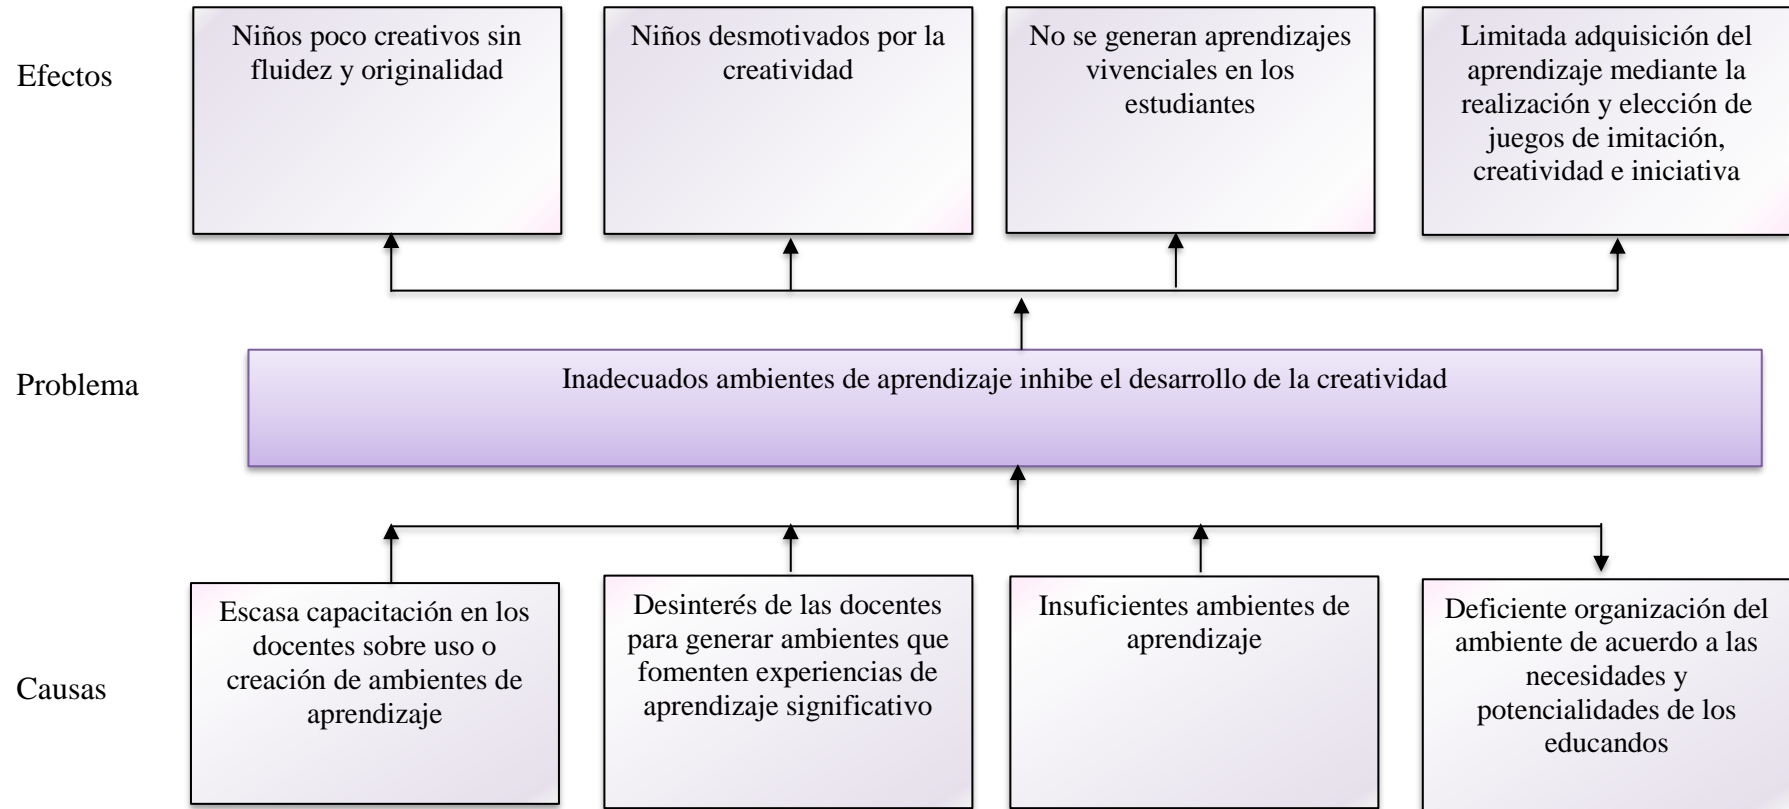 Efectos
Niños poco creativos sin
fluidez y originalidad
Niños desmotivados por la
creatividad
No se generan aprendizajes
vivenciales en los
estudiantes
Limitada adquisición del
aprendizaje mediante la
realización y elección de
juegos de imitación,
creatividad e iniciativa
Problema
Inadecuados ambientes de aprendizaje inhibe el desarrollo de la creatividad
Causas
Escasa capacitación en los
docentes sobre uso o
creación de ambientes de
aprendizaje
Desinterés de las docentes
para generar ambientes que
fomenten experiencias de
aprendizaje significativo
Insuficientes ambientes de
aprendizaje
Deficiente organización del
ambiente de acuerdo a las
necesidades y
potencialidades de los
educandos